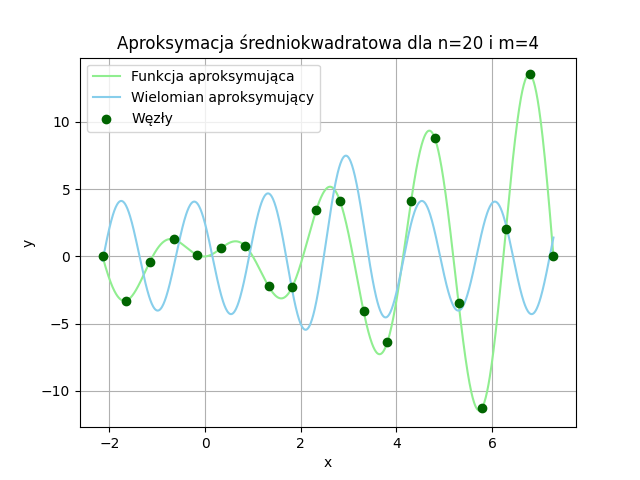 Aproksymacja średniokwadratowa dla n=20 i m=4
Funkcja aproksymująca
Wielomian aproksymujący
Węzły
10
5
0
−5
−10
y
−2
0
2
4
6
x